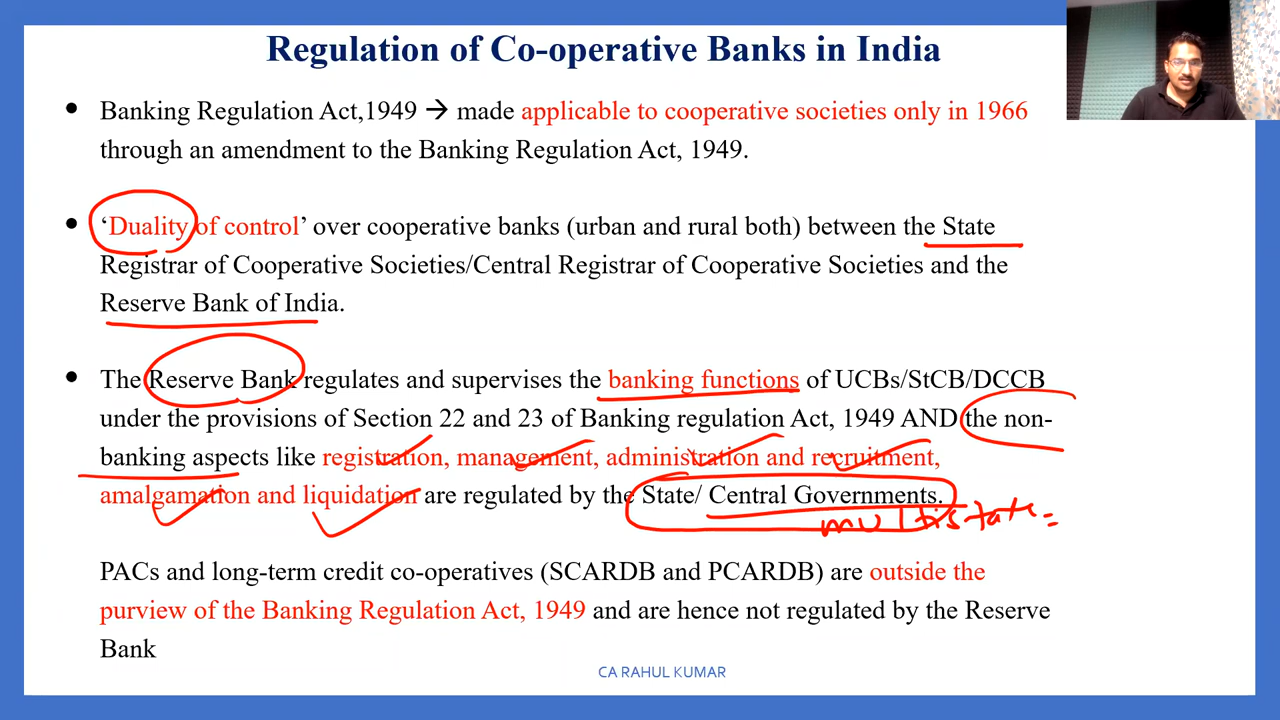 Regulation of Co-operative Banks in India
• Banking Regulation Act,1949 → made applicable to cooperative societies only in 1966
through an amendment to the Banking Regulation Act, 1949.
• ‘Duality of control’ over cooperative banks (urban and rural both) between the State
Registrar of Cooperative Societies/Central Registrar of Cooperative Societies and the
Reserve Bank of India.
• The Reserve Bank regulates and supervises the banking functions of UCBs/StCB/DCCB
under the provisions of Section 22 and 23 of Banking regulation Act, 1949 AND the non-
banking aspects like registration, management, administration and recruitment,
amalgamation and liquidation are regulated by the State/ Central Governments.
multistate =
PACs and long-term credit co-operatives (SCARDB and PCARDB) are outside the
purview of the Banking Regulation Act, 1949 and are hence not regulated by the Reserve
Bank
CA RAHUL KUMAR